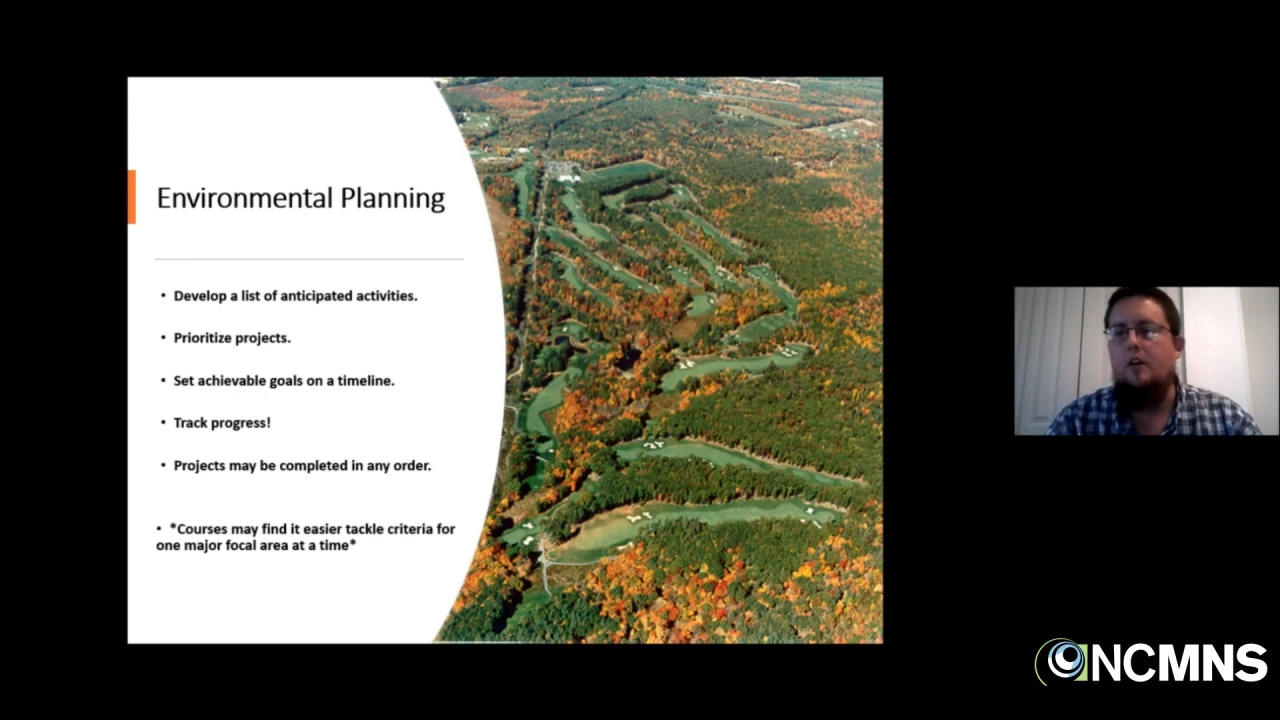 Environmental Planning
• Develop a list of anticipated activities.
• Prioritize projects.
• Set achievable goals on a timeline.
• Track progress!
• Projects may be completed in any order.
• *Courses may find it easier tackle criteria for
one major focal area at a time*
NCMNS